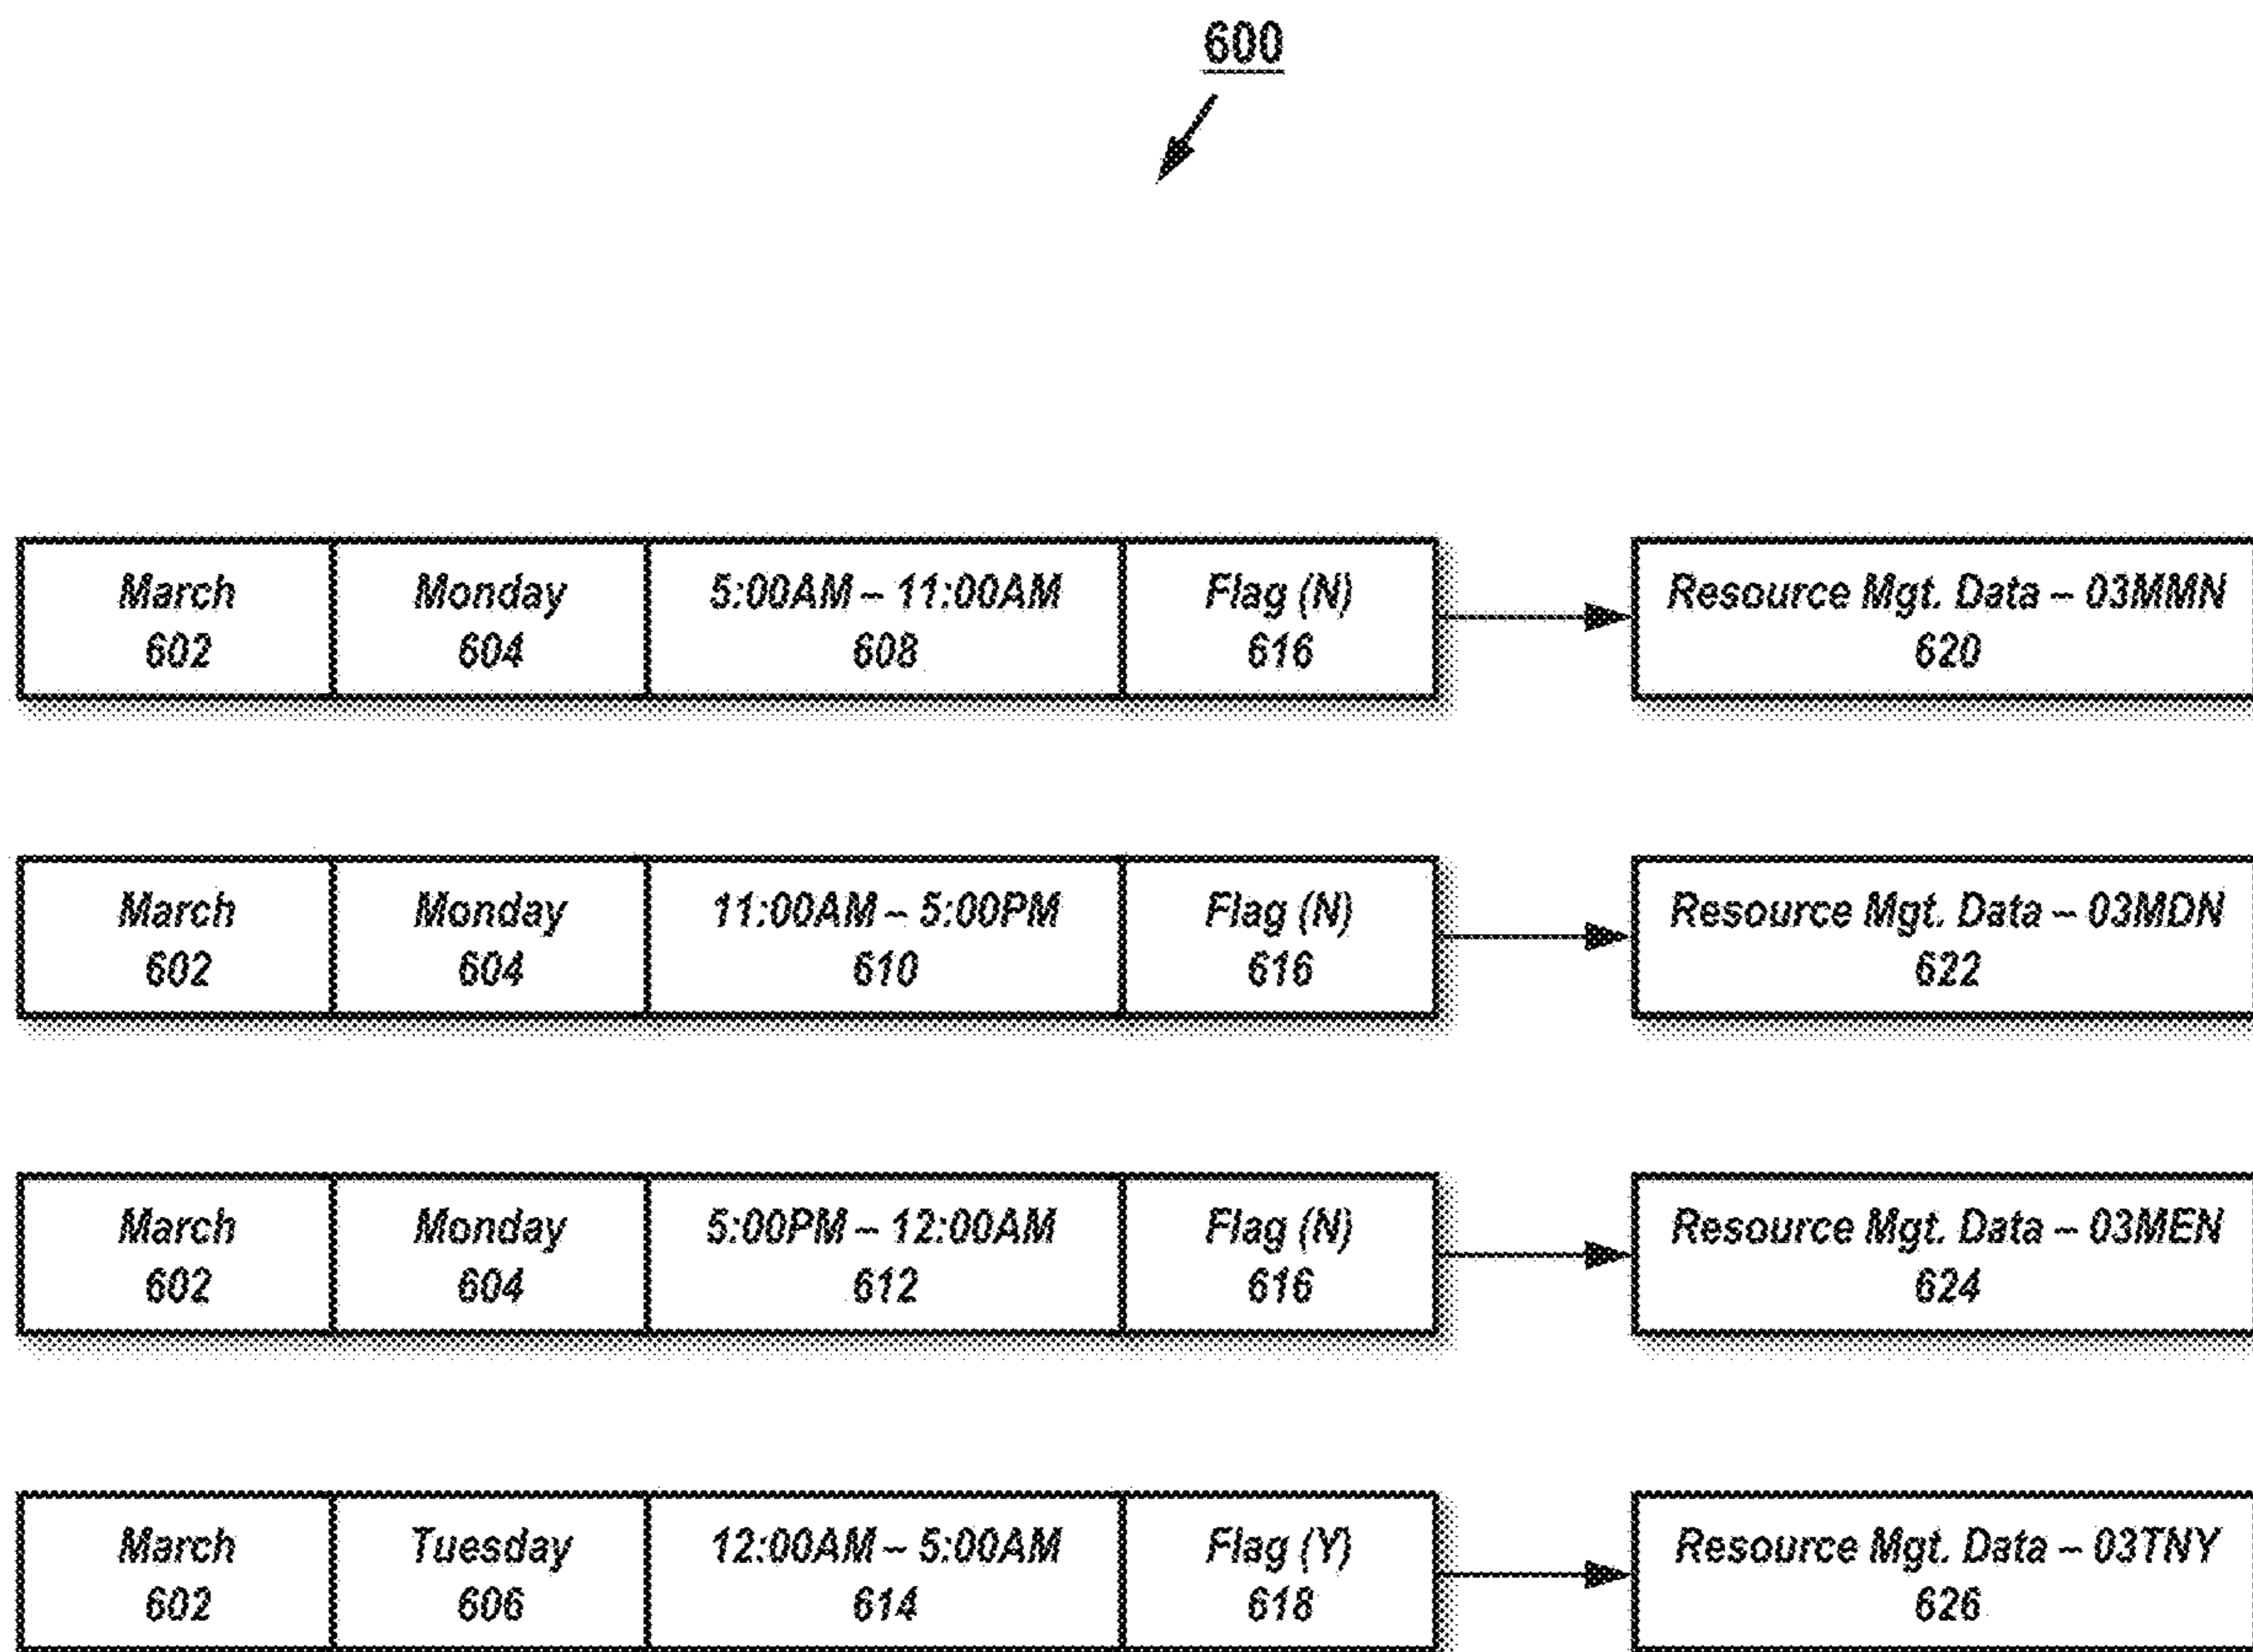 600
March
602
Monday
604
5:00AM – 11:00AM
608
Flag (N)
616
Resource Mgt. Data – 03MMN
620
March
602
Monday
604
11:00AM – 5:00PM
610
Flag (N)
616
Resource Mgt. Data – 03MDN
622
March
602
Monday
604
5:00PM – 12:00AM
612
Flag (N)
616
Resource Mgt. Data – 03MEN
624
March
602
Tuesday
606
12:00AM – 5:00AM
614
Flag (Y)
618
Resource Mgt. Data – 03TNY
626